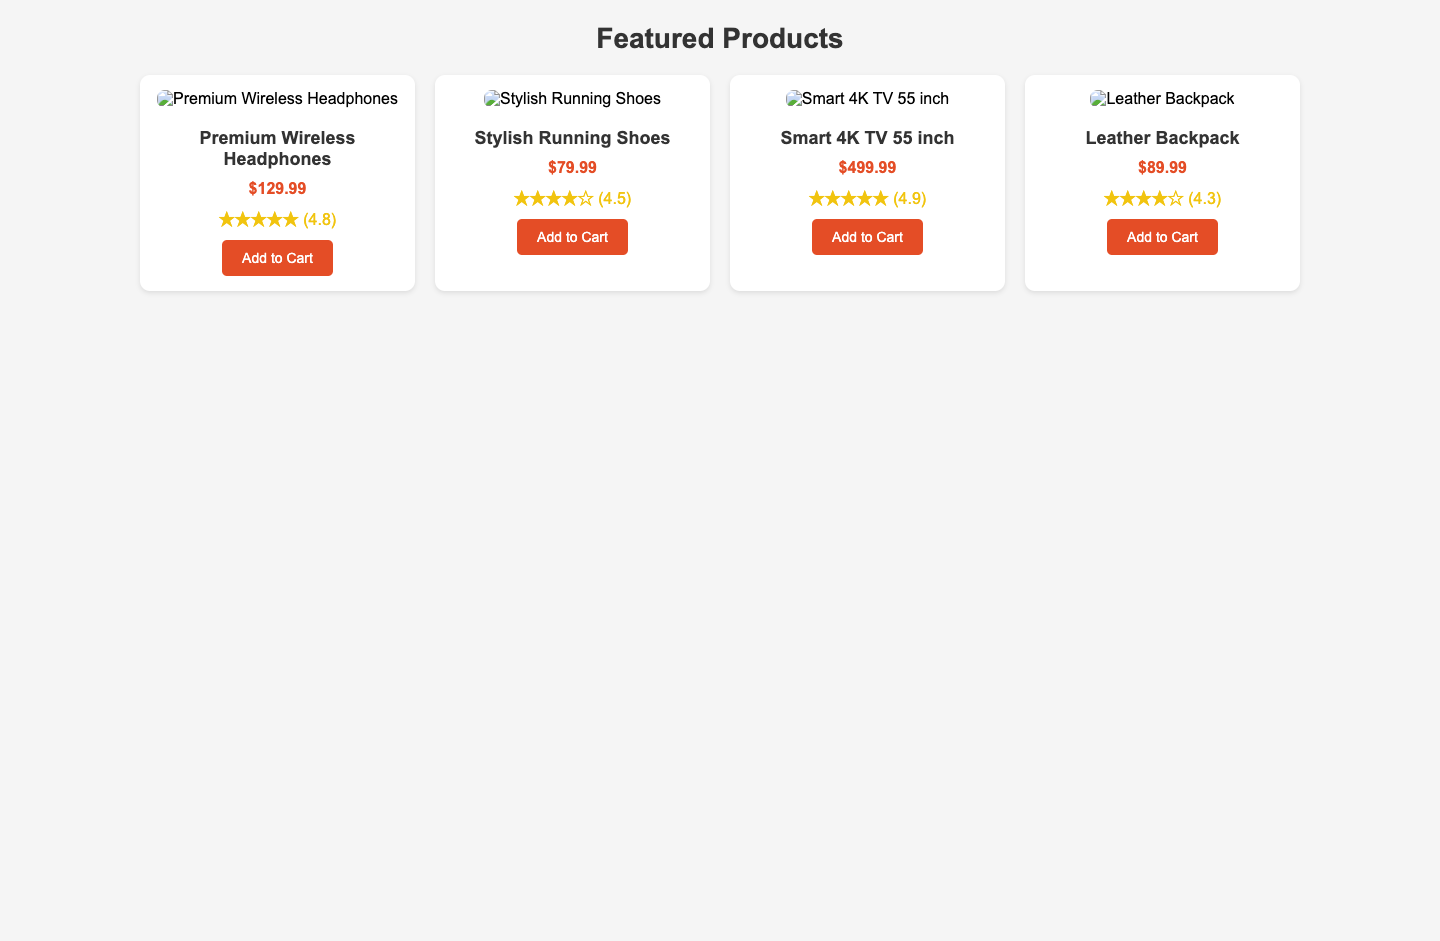 Featured Products
Premium Wireless Headphones
Premium Wireless
Headphones
$129.99
★★★★★ (4.8)
Add to Cart
Stylish Running Shoes
Stylish Running Shoes
$79.99
★★★★☆ (4.5)
Add to Cart
Smart 4K TV 55 inch
Smart 4K TV 55 inch
$499.99
★★★★★ (4.9)
Add to Cart
Leather Backpack
Leather Backpack
$89.99
★★★★☆ (4.3)
Add to Cart